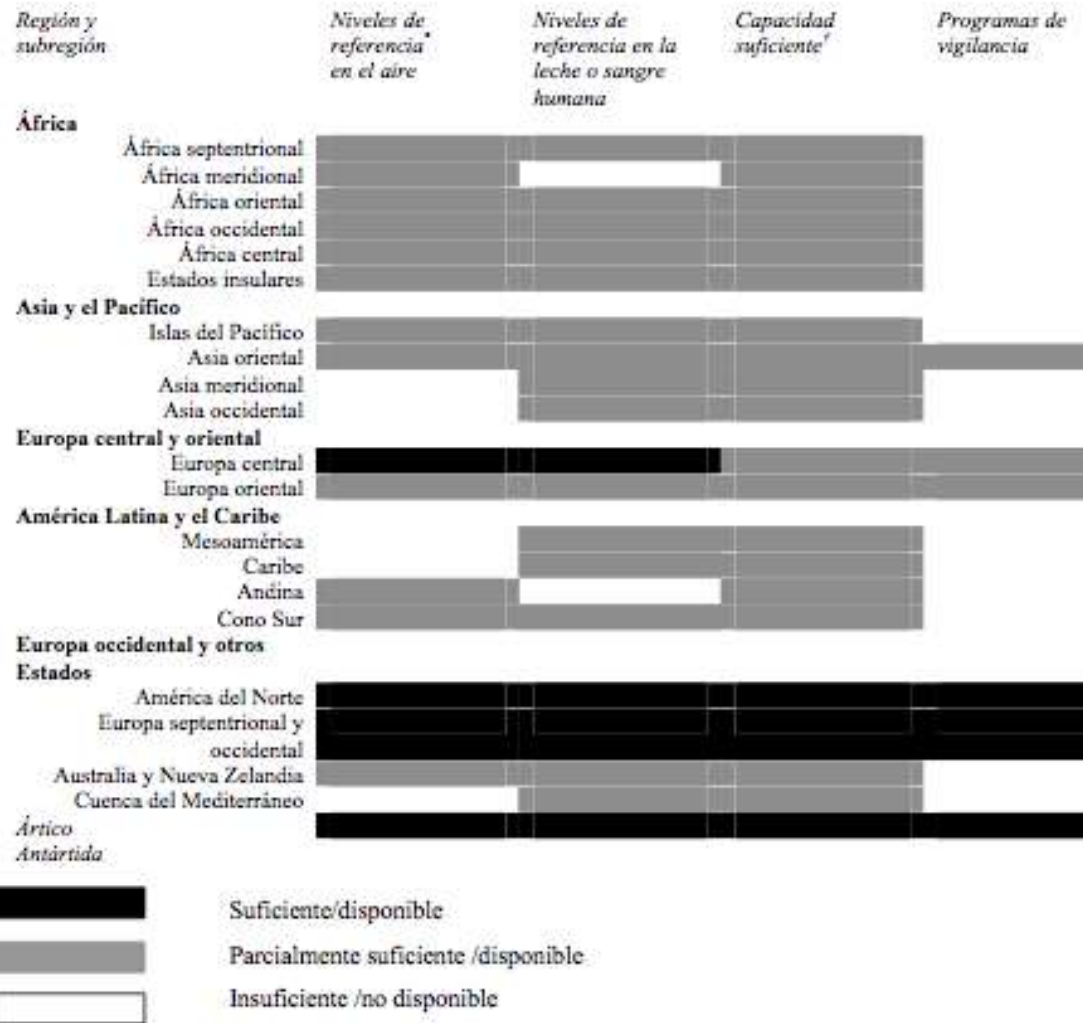 Región y
subregión
Niveles de
referencia*
en el aire
Niveles de
referencia en la
leche o sangre
humana
Capacidad
suficiente†
Programas de
vigilancia
África
África septentrional
África meridional
África oriental
África occidental
África central
Estados insulares
Asia y el Pacífico
Islas del Pacífico
Asia oriental
Asia meridional
Asia occidental
Europa central y oriental
Europa central
Europa oriental
América Latina y el Caribe
Mesoamérica
Caribe
Andina
Cono Sur
Europa occidental y otros
Estados
América del Norte
Europa septentrional y
occidental
Australia y Nueva Zelandia
Cuenca del Mediterráneo
Ártico
Antártida
Suficiente/disponible
Parcialmente suficiente /disponible
Insuficiente /no disponible